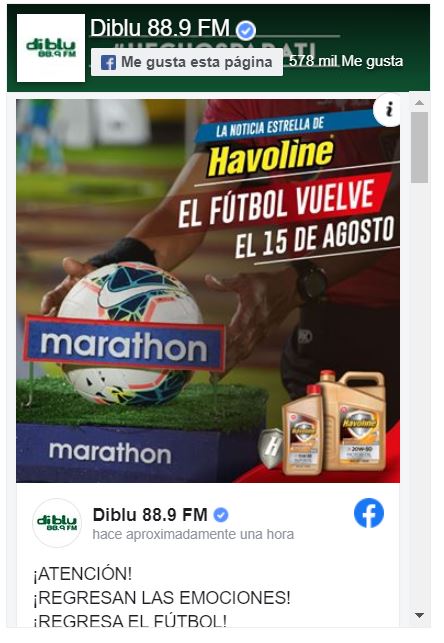 diblu
88.9 FM
Diblu 88.9 FM
Me gusta esta página
578 mil Me gusta
i
LA NOTICIA ESTRELLA DE
Havoline
EL FÚTBOL VUELVE
EL 15 DE AGOSTO
marathon
marathon
Havoline
Havoline
20W-50
diblu
88.9 FM
Diblu 88.9 FM
hace aproximadamente una hora
¡ATENCIÓN!
¡REGRESAN LAS EMOCIONES!
¡REGRESA EL FÚTBOL!